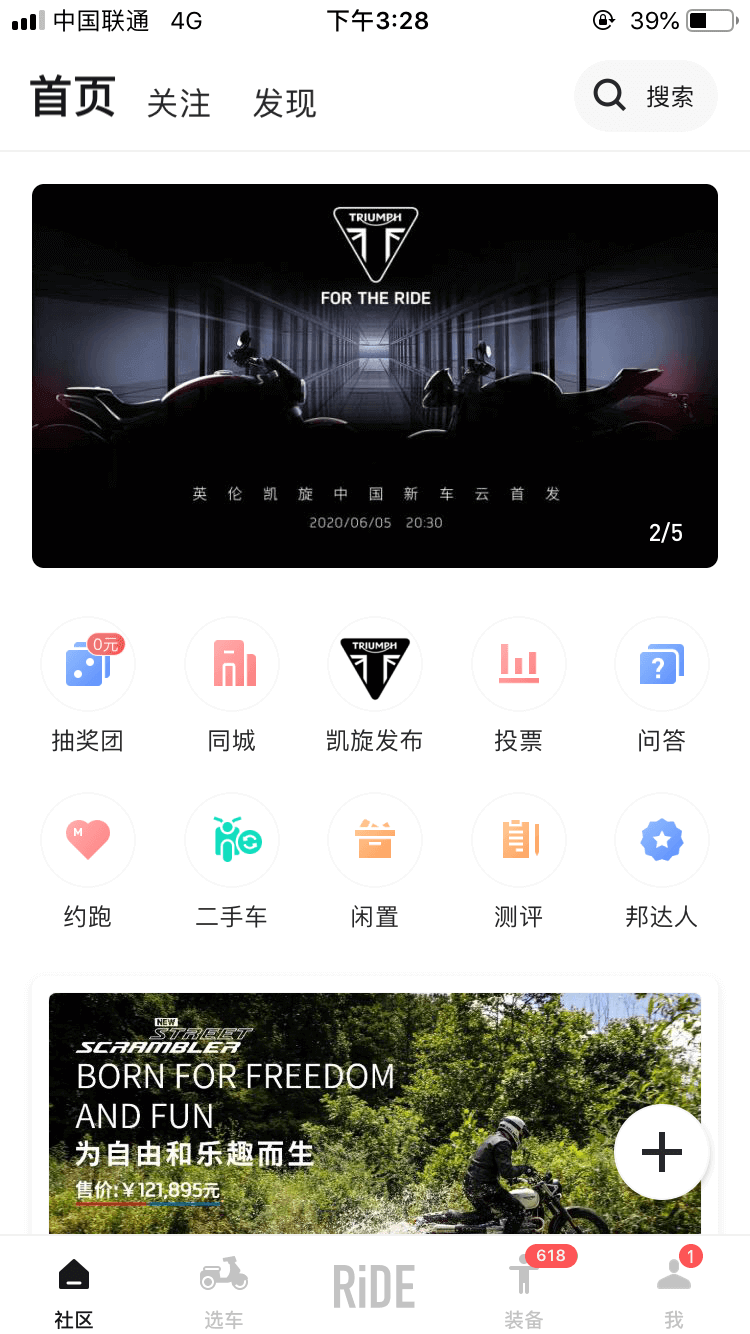 中国联通 4G 下午3:28 39%
首页 关注 发现 搜索
TRIUMPH
FOR THE RIDE
英伦凯旋中国新车云首发
2020/06/05 20:30
2/5
0元
TRIUMPH
抽奖团 同城 凯旋发布 投票 问答
?
M
约跑 二手车 闲置 测评 邦达人
NEW
STREET
SCRAMBLER
BORN FOR FREEDOM
AND FUN
为自由和乐趣而生
售价:¥121,895元
618 1
RiDE
社区 选车 装备 我